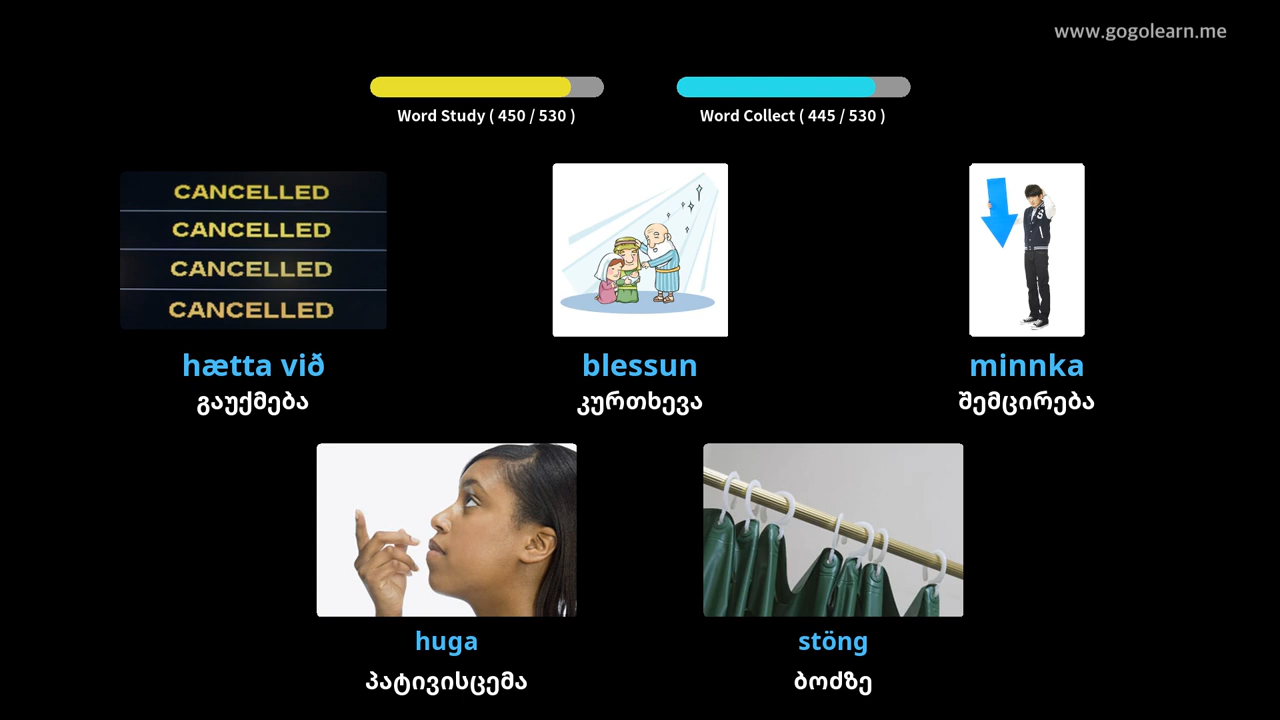 www.gogolearn.me
Word Study ( 450 / 530 )
Word Collect ( 445 / 530 )
CANCELLED
CANCELLED
CANCELLED
CANCELLED
hætta við
გაუქმება
blessun
კურთხევა
minnka
შემცირება
S
huga
პატივისცემა
stöng
ბოძზე